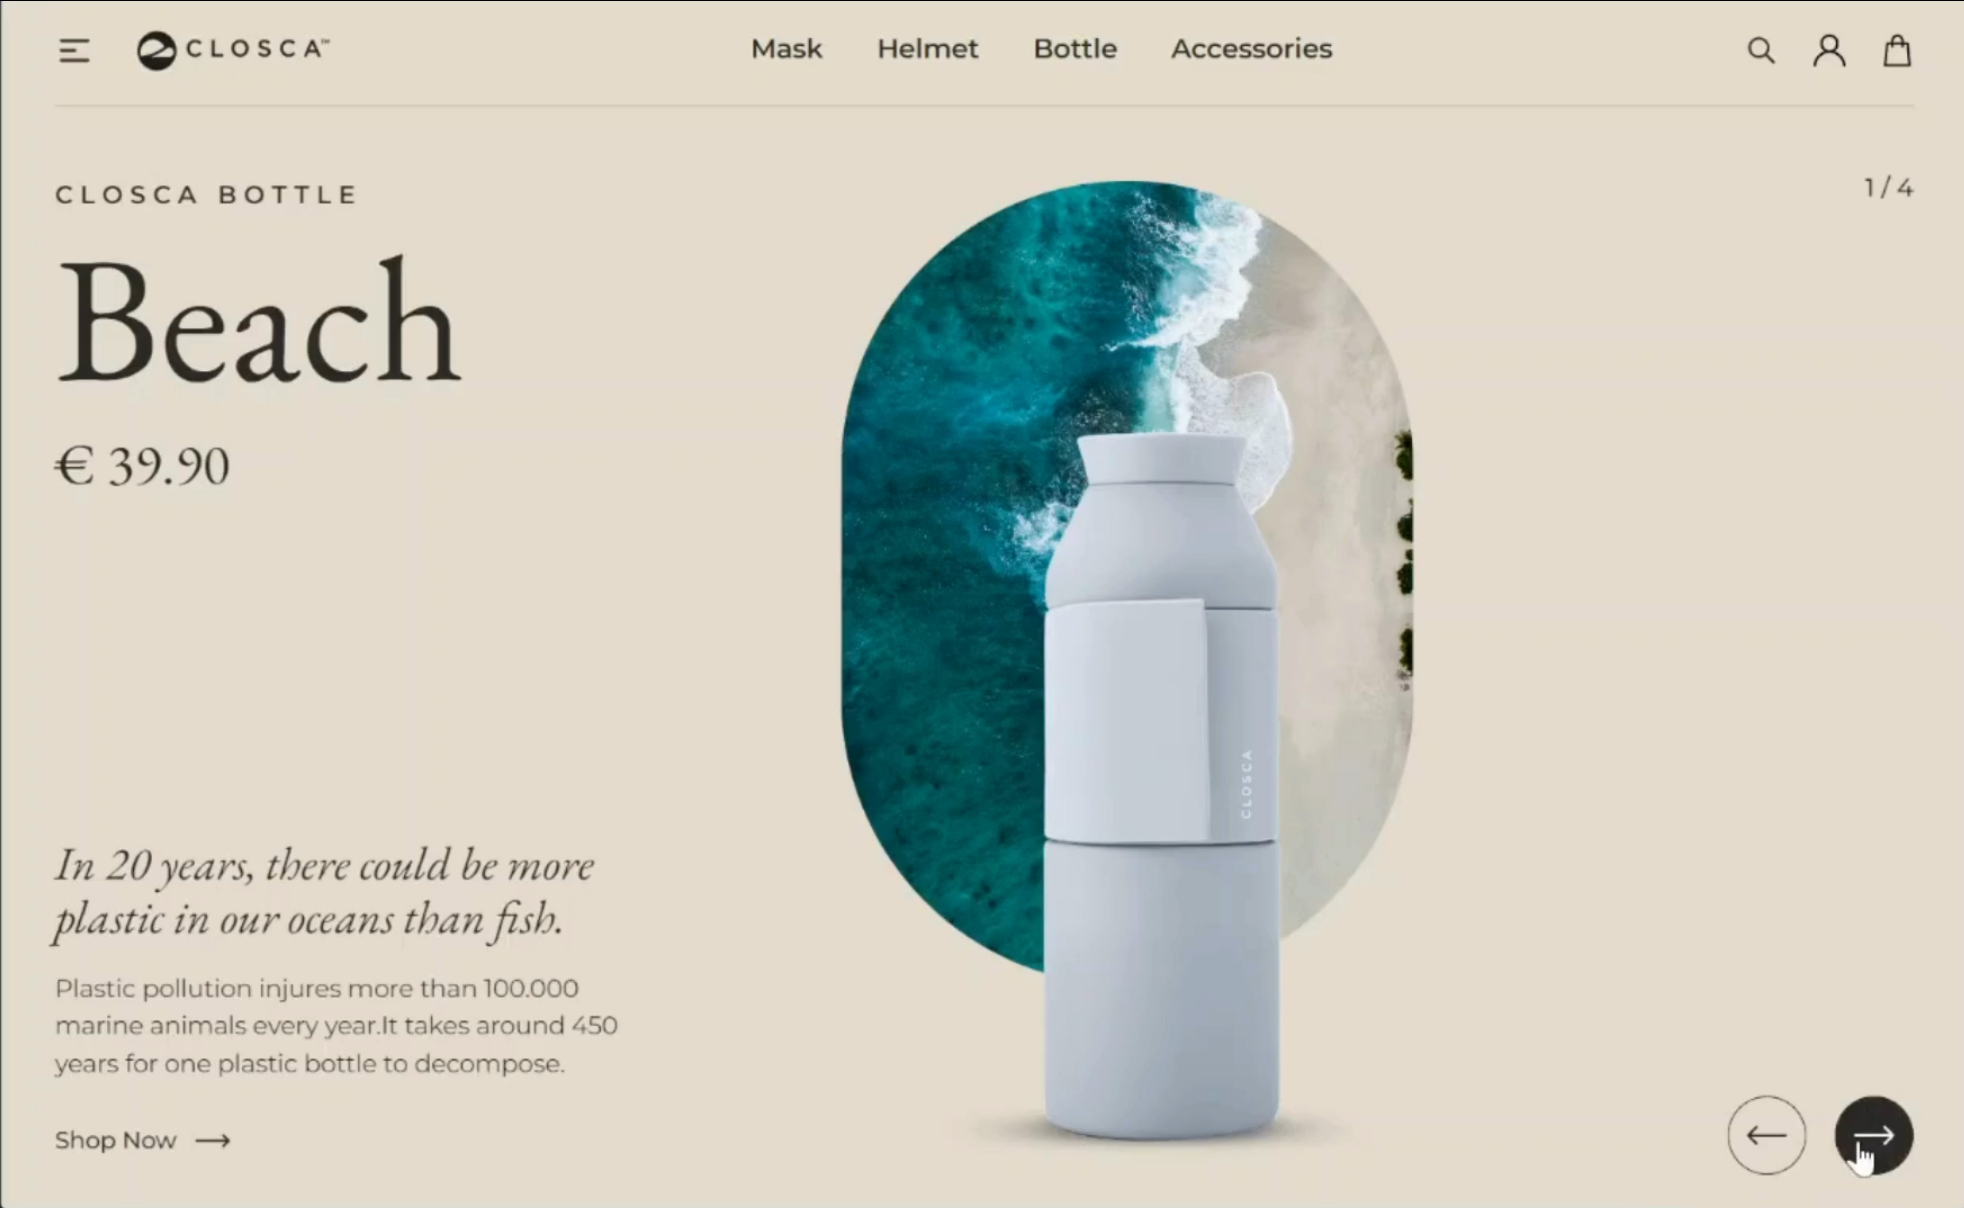 CLOSCA™
Mask Helmet Bottle Accessories
CLOSCA BOTTLE
1 / 4
Beach
€ 39.90
In 20 years, there could be more
plastic in our oceans than fish.
Plastic pollution injures more than 100.000
marine animals every year.It takes around 450
years for one plastic bottle to decompose.
Shop Now
CLOSCA